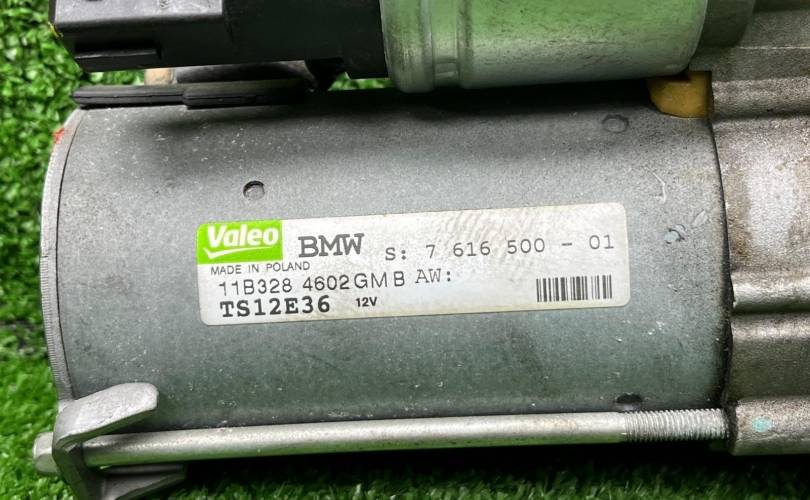 Valeo BMW S: 7 616 500 - 01
MADE IN POLAND
11B328 4602GMB AW:
TS12E36 12V